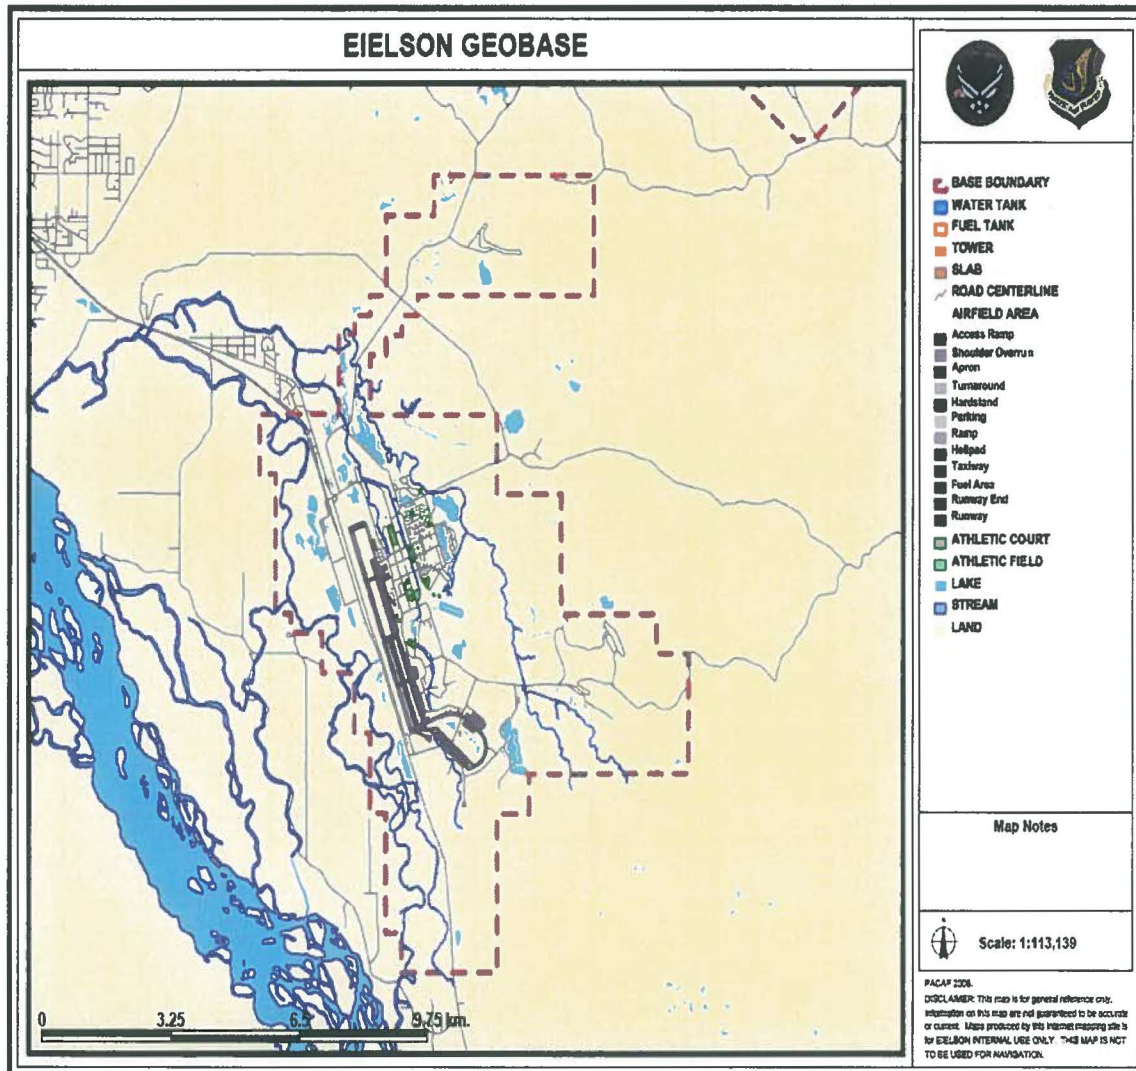 EIELSON GEOBASE
BASE BOUNDARY
WATER TANK
FUEL TANK
TOWER
SLAB
ROAD CENTERLINE
AIRFIELD AREA
Access Ramp
Shoulder Overrun
Apron
Turnaround
Hardstand
Parking
Ramp
Helipad
Taxiway
Fuel Area
Runway End
Runway
ATHLETIC COURT
ATHLETIC FIELD
LAKE
STREAM
LAND
Map Notes
Scale: 1:113,139
0 3.25 6.5 9.75 km.
PACAF 2008.
DISCLAIMER: This map is for general reference only.
Information on this map are not guaranteed to be accurate
or current. Maps produced by this internet mapping site is
for EIELSON INTERNAL USE ONLY. THIS MAP IS NOT
TO BE USED FOR NAVIGATION.